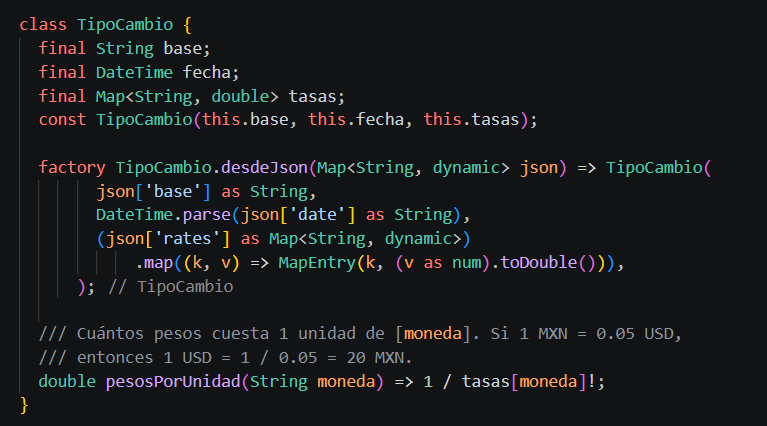 class TipoCambio {
  final String base;
  final DateTime fecha;
  final Map<String, double> tasas;
  const TipoCambio(this.base, this.fecha, this.tasas);

  factory TipoCambio.desdeJson(Map<String, dynamic> json) => TipoCambio(
        json['base'] as String,
        DateTime.parse(json['date'] as String),
        (json['rates'] as Map<String, dynamic>)
            .map((k, v) => MapEntry(k, (v as num).toDouble())),
      ); // TipoCambio

  /// Cuántos pesos cuesta 1 unidad de [moneda]. Si 1 MXN = 0.05 USD,
  /// entonces 1 USD = 1 / 0.05 = 20 MXN.
  double pesosPorUnidad(String moneda) => 1 / tasas[moneda]!;
}